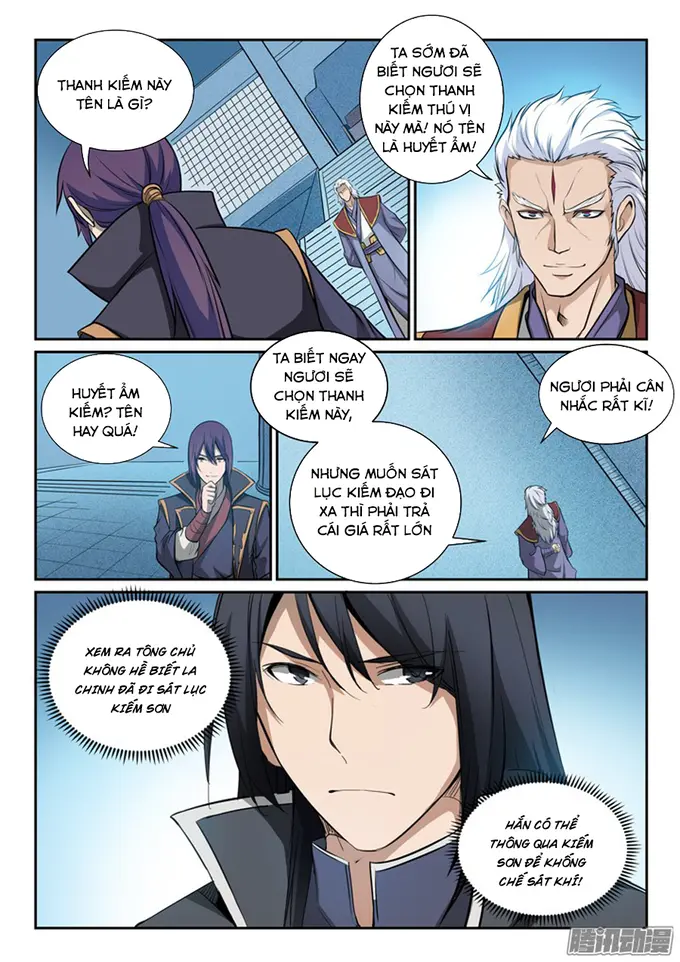 THANH KIẾM NÀY
TÊN LÀ GÌ?
TA SỚM ĐÃ
BIẾT NGƯƠI SẼ
CHỌN THANH
KIẾM THÚ VỊ
NÀY MÀ! NÓ TÊN
LÀ HUYẾT ẨM!
HUYẾT ẨM
KIẾM? TÊN
HAY QUÁ!
TA BIẾT NGAY
NGƯƠI SẼ
CHỌN THANH
KIẾM NÀY,
NHƯNG MUỐN SÁT
LỤC KIẾM ĐẠO ĐI
XA THÌ PHẢI TRẢ
CÁI GIÁ RẤT LỚN
NGƯƠI PHẢI CÂN
NHẮC RẤT KĨ!
XEM RA TÔNG CHỦ
KHÔNG HỀ BIẾT LA
CHINH ĐÃ ĐI SÁT LỤC
KIẾM SƠN
HẮN CÓ THỂ
THÔNG QUA KIẾM
SƠN ĐỂ KHỐNG
CHẾ SÁT KHÍ!
腾讯动漫